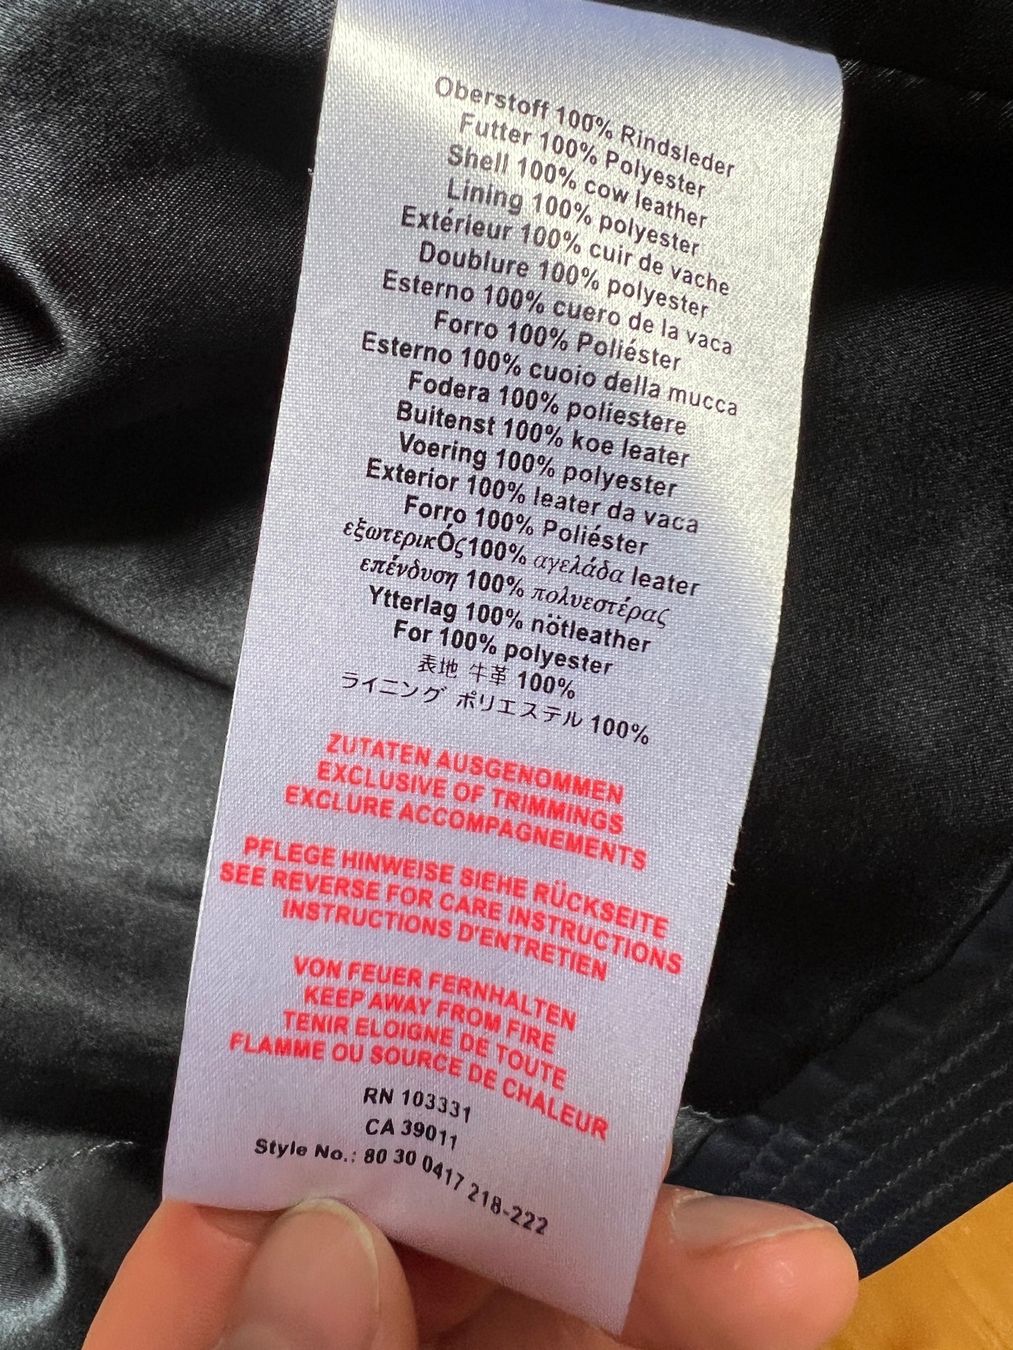 Oberstoff 100% Rindsleder
Futter 100% Polyester
Shell 100% cow leather
Lining 100% polyester
Extérieur 100% cuir de vache
Doublure 100% polyester
Esterno 100% cuero de la vaca
Forro 100% Poliéster
Esterno 100% cuoio della mucca
Fodera 100% poliestere
Buitenst 100% koe leater
Voering 100% polyester
Exterior 100% leater da vaca
Forro 100% Poliéster
εξωτερικΌς100% αγελάδα leater
επένδυση 100% πολυεστέρας
Ytterlag 100% nötleather
For 100% polyester
表地 牛革 100%
ライニング ポリエステル 100%
ZUTATEN AUSGENOMMEN
EXCLUSIVE OF TRIMMINGS
EXCLURE ACCOMPAGNEMENTS
PFLEGE HINWEISE SIEHE RÜCKSEITE
SEE REVERSE FOR CARE INSTRUCTIONS
INSTRUCTIONS D'ENTRETIEN
VON FEUER FERNHALTEN
KEEP AWAY FROM FIRE
TENIR ELOIGNE DE TOUTE
FLAMME OU SOURCE DE CHALEUR
RN 103331
CA 39011
Style No.: 80 30 0417 218-222